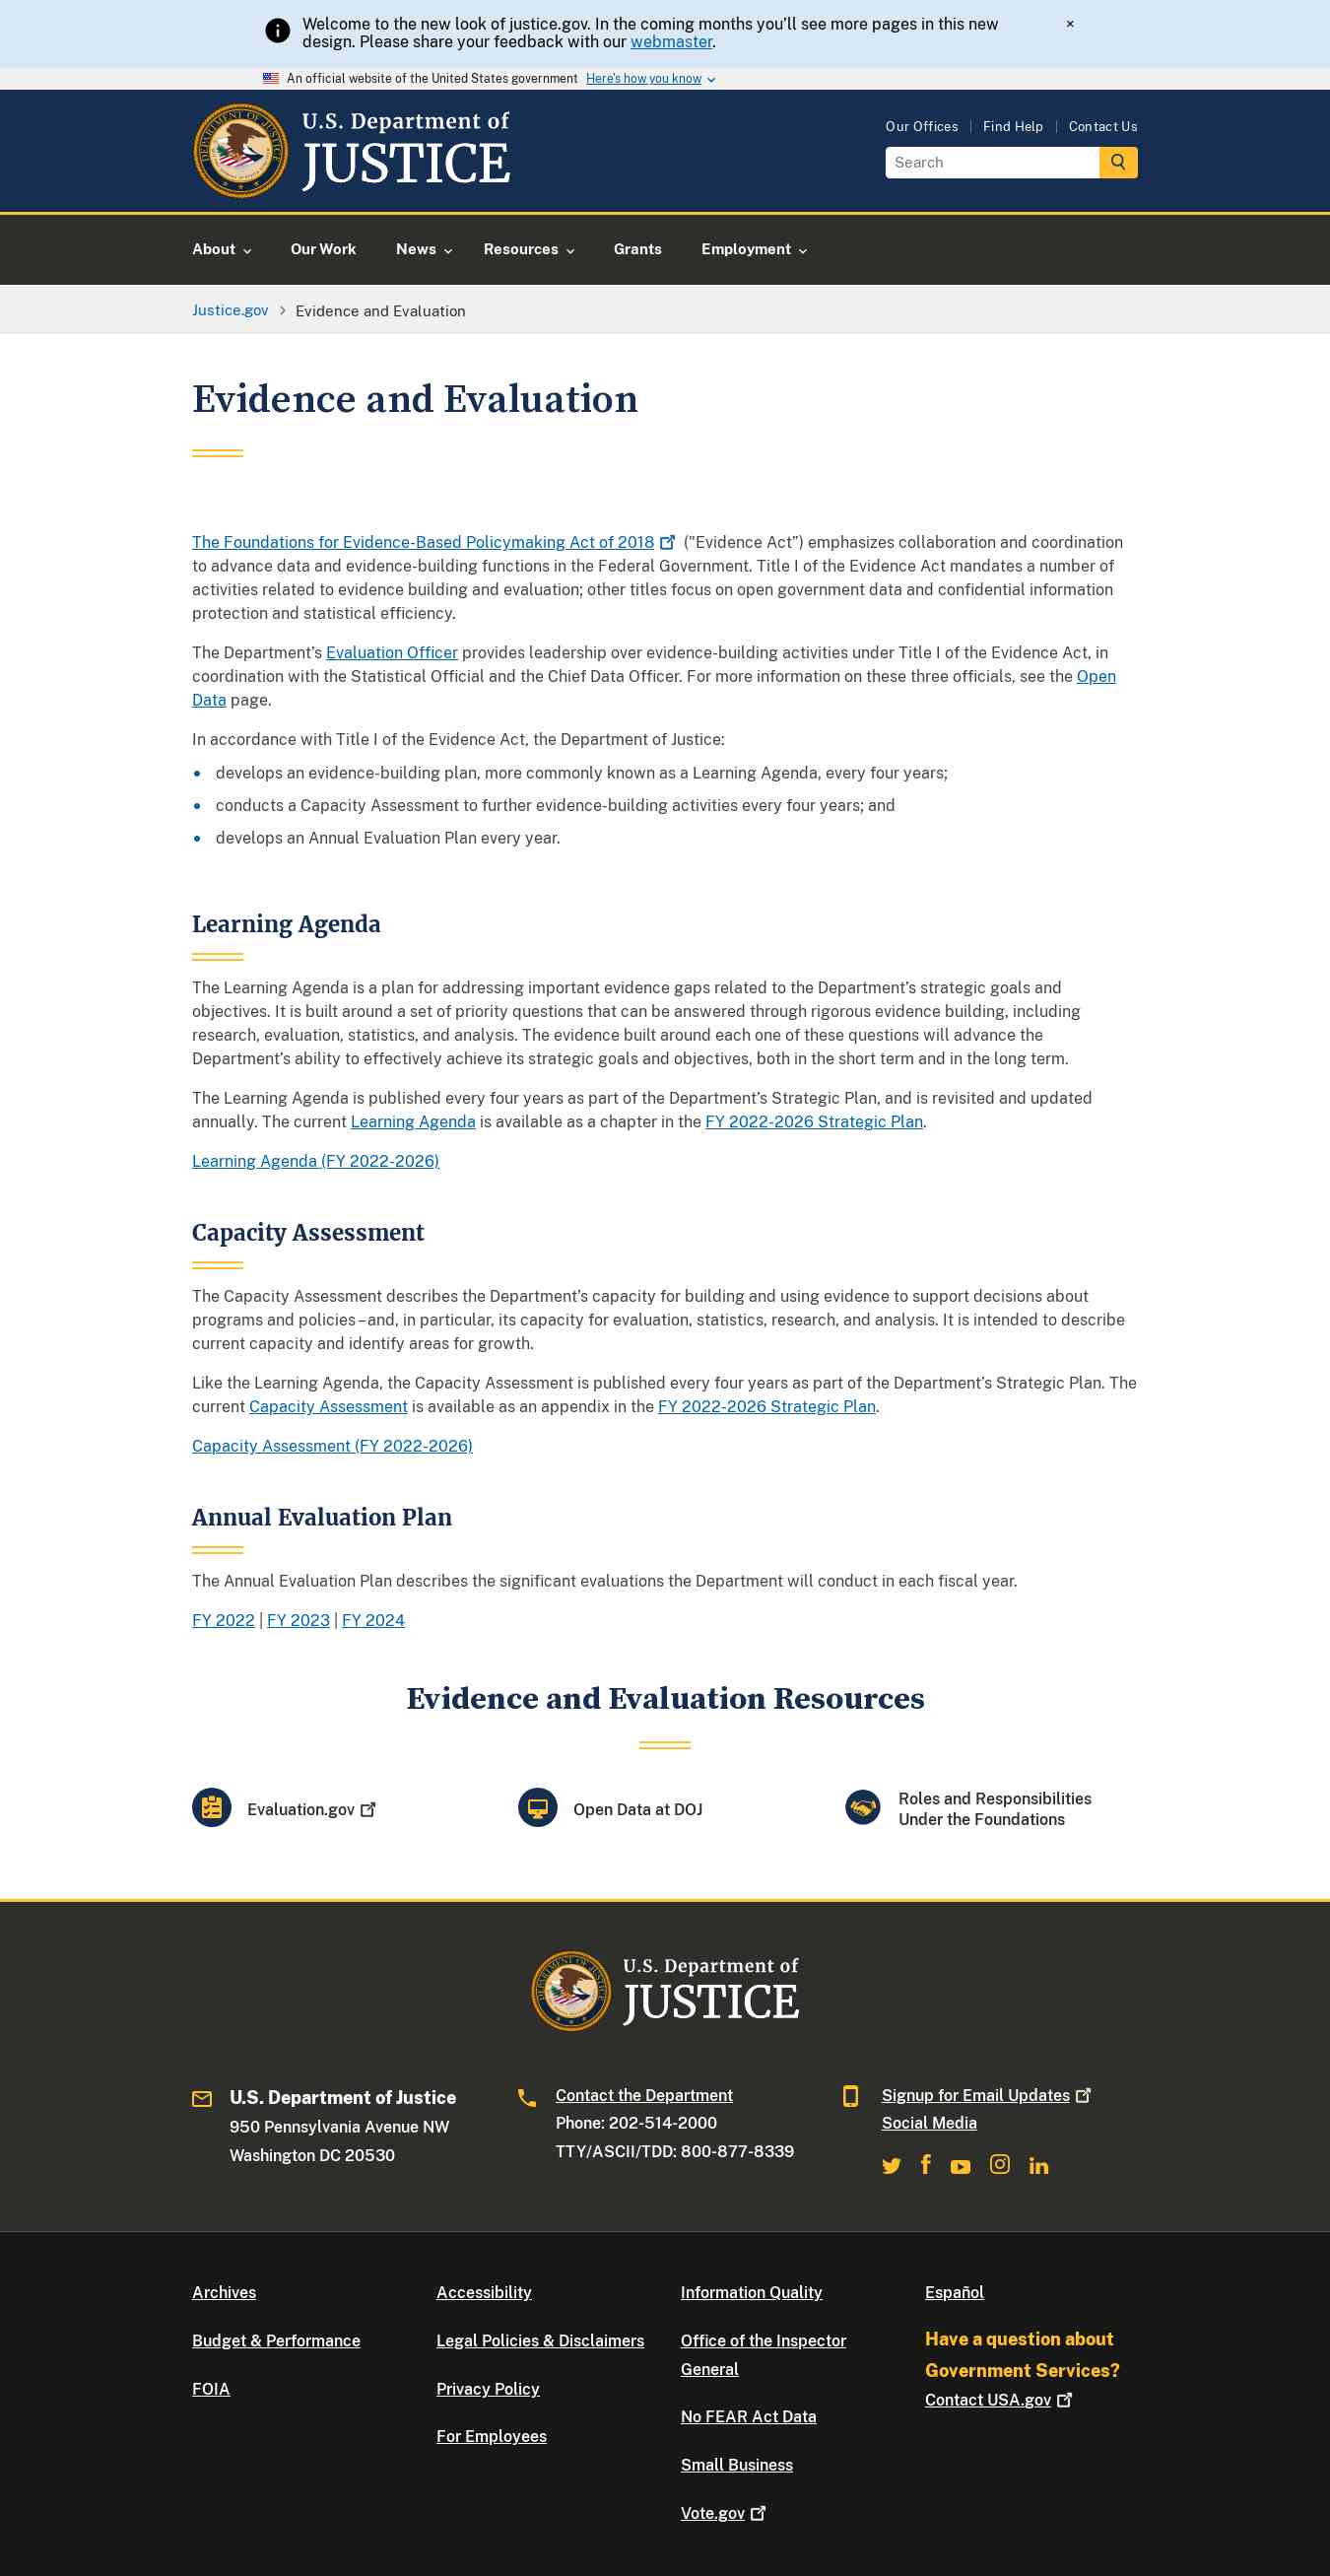 Welcome to the new look of justice.gov. In the coming months you’ll see more pages in this new
design. Please share your feedback with our webmaster.
×
An official website of the United States government Here's how you know
U.S. Department of
JUSTICE
Our Offices
Find Help
Contact Us
Search
About
Our Work
News
Resources
Grants
Employment
Justice.gov
Evidence and Evaluation
Evidence and Evaluation
The Foundations for Evidence-Based Policymaking Act of 2018 ("Evidence Act”) emphasizes collaboration and coordination
to advance data and evidence-building functions in the Federal Government. Title I of the Evidence Act mandates a number of
activities related to evidence building and evaluation; other titles focus on open government data and confidential information
protection and statistical efficiency.
The Department’s Evaluation Officer provides leadership over evidence-building activities under Title I of the Evidence Act, in
coordination with the Statistical Official and the Chief Data Officer. For more information on these three officials, see the Open
Data page.
In accordance with Title I of the Evidence Act, the Department of Justice:
• develops an evidence-building plan, more commonly known as a Learning Agenda, every four years;
• conducts a Capacity Assessment to further evidence-building activities every four years; and
• develops an Annual Evaluation Plan every year.
Learning Agenda
The Learning Agenda is a plan for addressing important evidence gaps related to the Department’s strategic goals and
objectives. It is built around a set of priority questions that can be answered through rigorous evidence building, including
research, evaluation, statistics, and analysis. The evidence built around each one of these questions will advance the
Department’s ability to effectively achieve its strategic goals and objectives, both in the short term and in the long term.
The Learning Agenda is published every four years as part of the Department’s Strategic Plan, and is revisited and updated
annually. The current Learning Agenda is available as a chapter in the FY 2022-2026 Strategic Plan.
Learning Agenda (FY 2022-2026)
Capacity Assessment
The Capacity Assessment describes the Department’s capacity for building and using evidence to support decisions about
programs and policies – and, in particular, its capacity for evaluation, statistics, research, and analysis. It is intended to describe
current capacity and identify areas for growth.
Like the Learning Agenda, the Capacity Assessment is published every four years as part of the Department’s Strategic Plan. The
current Capacity Assessment is available as an appendix in the FY 2022-2026 Strategic Plan.
Capacity Assessment (FY 2022-2026)
Annual Evaluation Plan
The Annual Evaluation Plan describes the significant evaluations the Department will conduct in each fiscal year.
FY 2022 | FY 2023 | FY 2024
Evidence and Evaluation Resources
Evaluation.gov
Open Data at DOJ
Roles and Responsibilities
Under the Foundations
U.S. Department of
JUSTICE
U.S. Department of Justice
950 Pennsylvania Avenue NW
Washington DC 20530
Contact the Department
Phone: 202-514-2000
TTY/ASCII/TDD: 800-877-8339
Signup for Email Updates
Social Media
Archives
Budget & Performance
FOIA
Accessibility
Legal Policies & Disclaimers
Privacy Policy
For Employees
Information Quality
Office of the Inspector
General
No FEAR Act Data
Small Business
Vote.gov
Español
Have a question about
Government Services?
Contact USA.gov